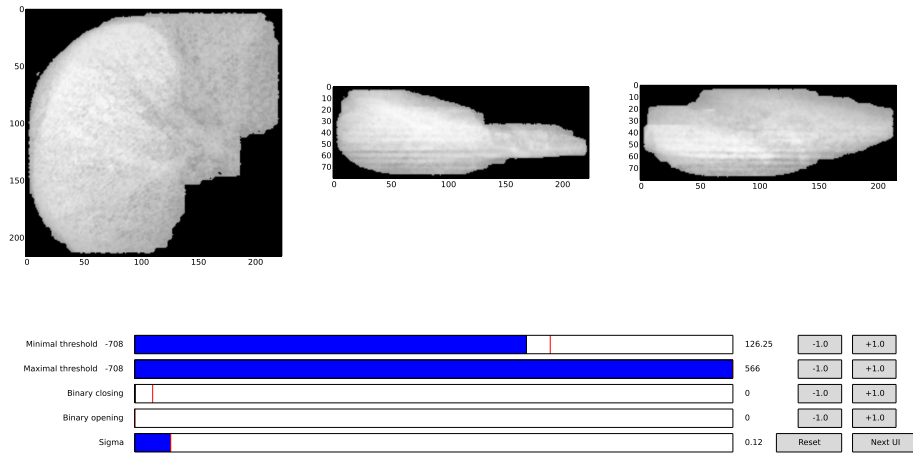 0
50
100
150
200
0 50 100 150 200
0
10
20
30
40
50
60
70
0 50 100 150 200
0
10
20
30
40
50
60
70
0 50 100 150 200
Minimal threshold -708 126.25 -1.0 +1.0
Maximal threshold -708 566 -1.0 +1.0
Binary closing 0 -1.0 +1.0
Binary opening 0 -1.0 +1.0
Sigma 0.12 Reset Next UI